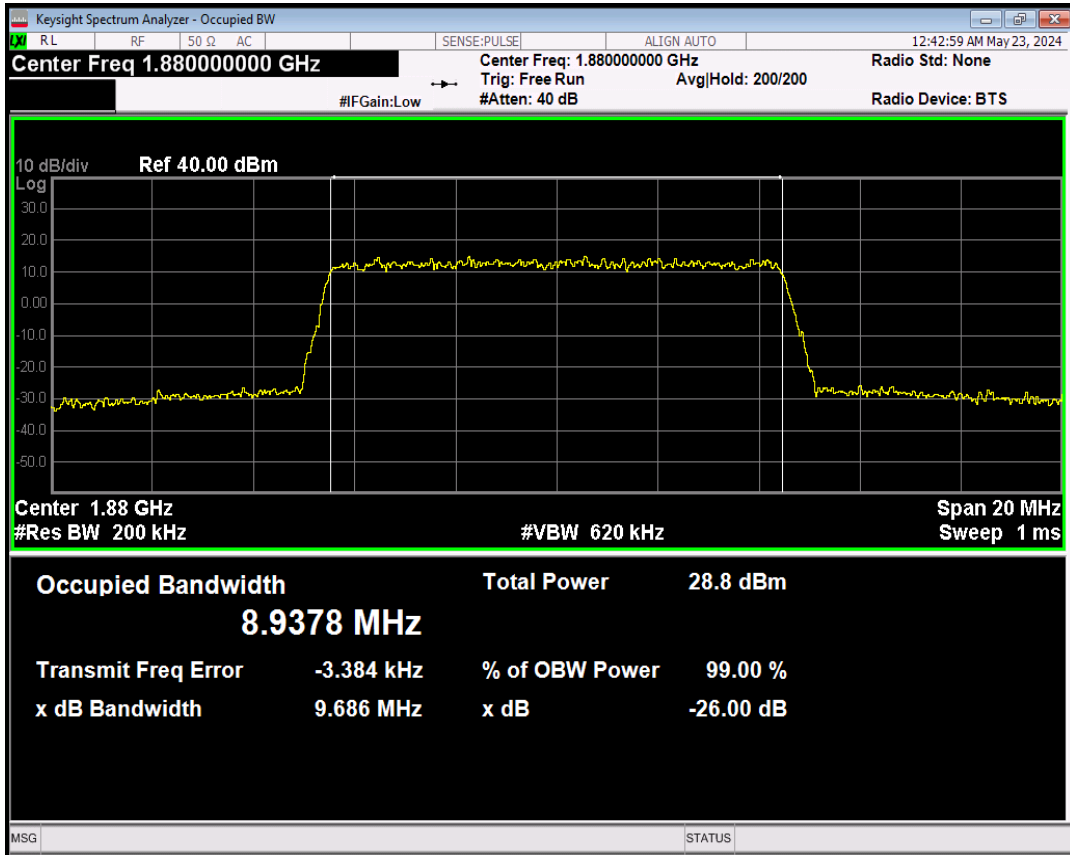 Keysight Spectrum Analyzer - Occupied BW
LXI RL RF 50 Ω AC SENSE:PULSE ALIGN AUTO 12:42:59 AM May 23, 2024
Center Freq 1.880000000 GHz Center Freq: 1.880000000 GHz Radio Std: None
Trig: Free Run Avg|Hold: 200/200
#IFGain:Low #Atten: 40 dB Radio Device: BTS
10 dB/div Ref 40.00 dBm
Log
30.0
20.0
10.0
0.00
-10.0
-20.0
-30.0
-40.0
-50.0
Center 1.88 GHz Span 20 MHz
#Res BW 200 kHz #VBW 620 kHz Sweep 1 ms
Occupied Bandwidth Total Power 28.8 dBm
8.9378 MHz
Transmit Freq Error -3.384 kHz % of OBW Power 99.00 %
x dB Bandwidth 9.686 MHz x dB -26.00 dB
MSG STATUS